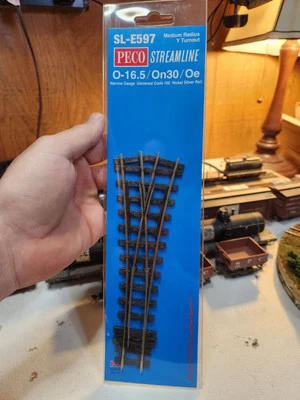 SL-E597
Medium Radius
Y Turnout
PECO STREAMLINE
O-16.5/On30/Oe
Narrow Gauge Universal Code 100 Nickel Silver Rail